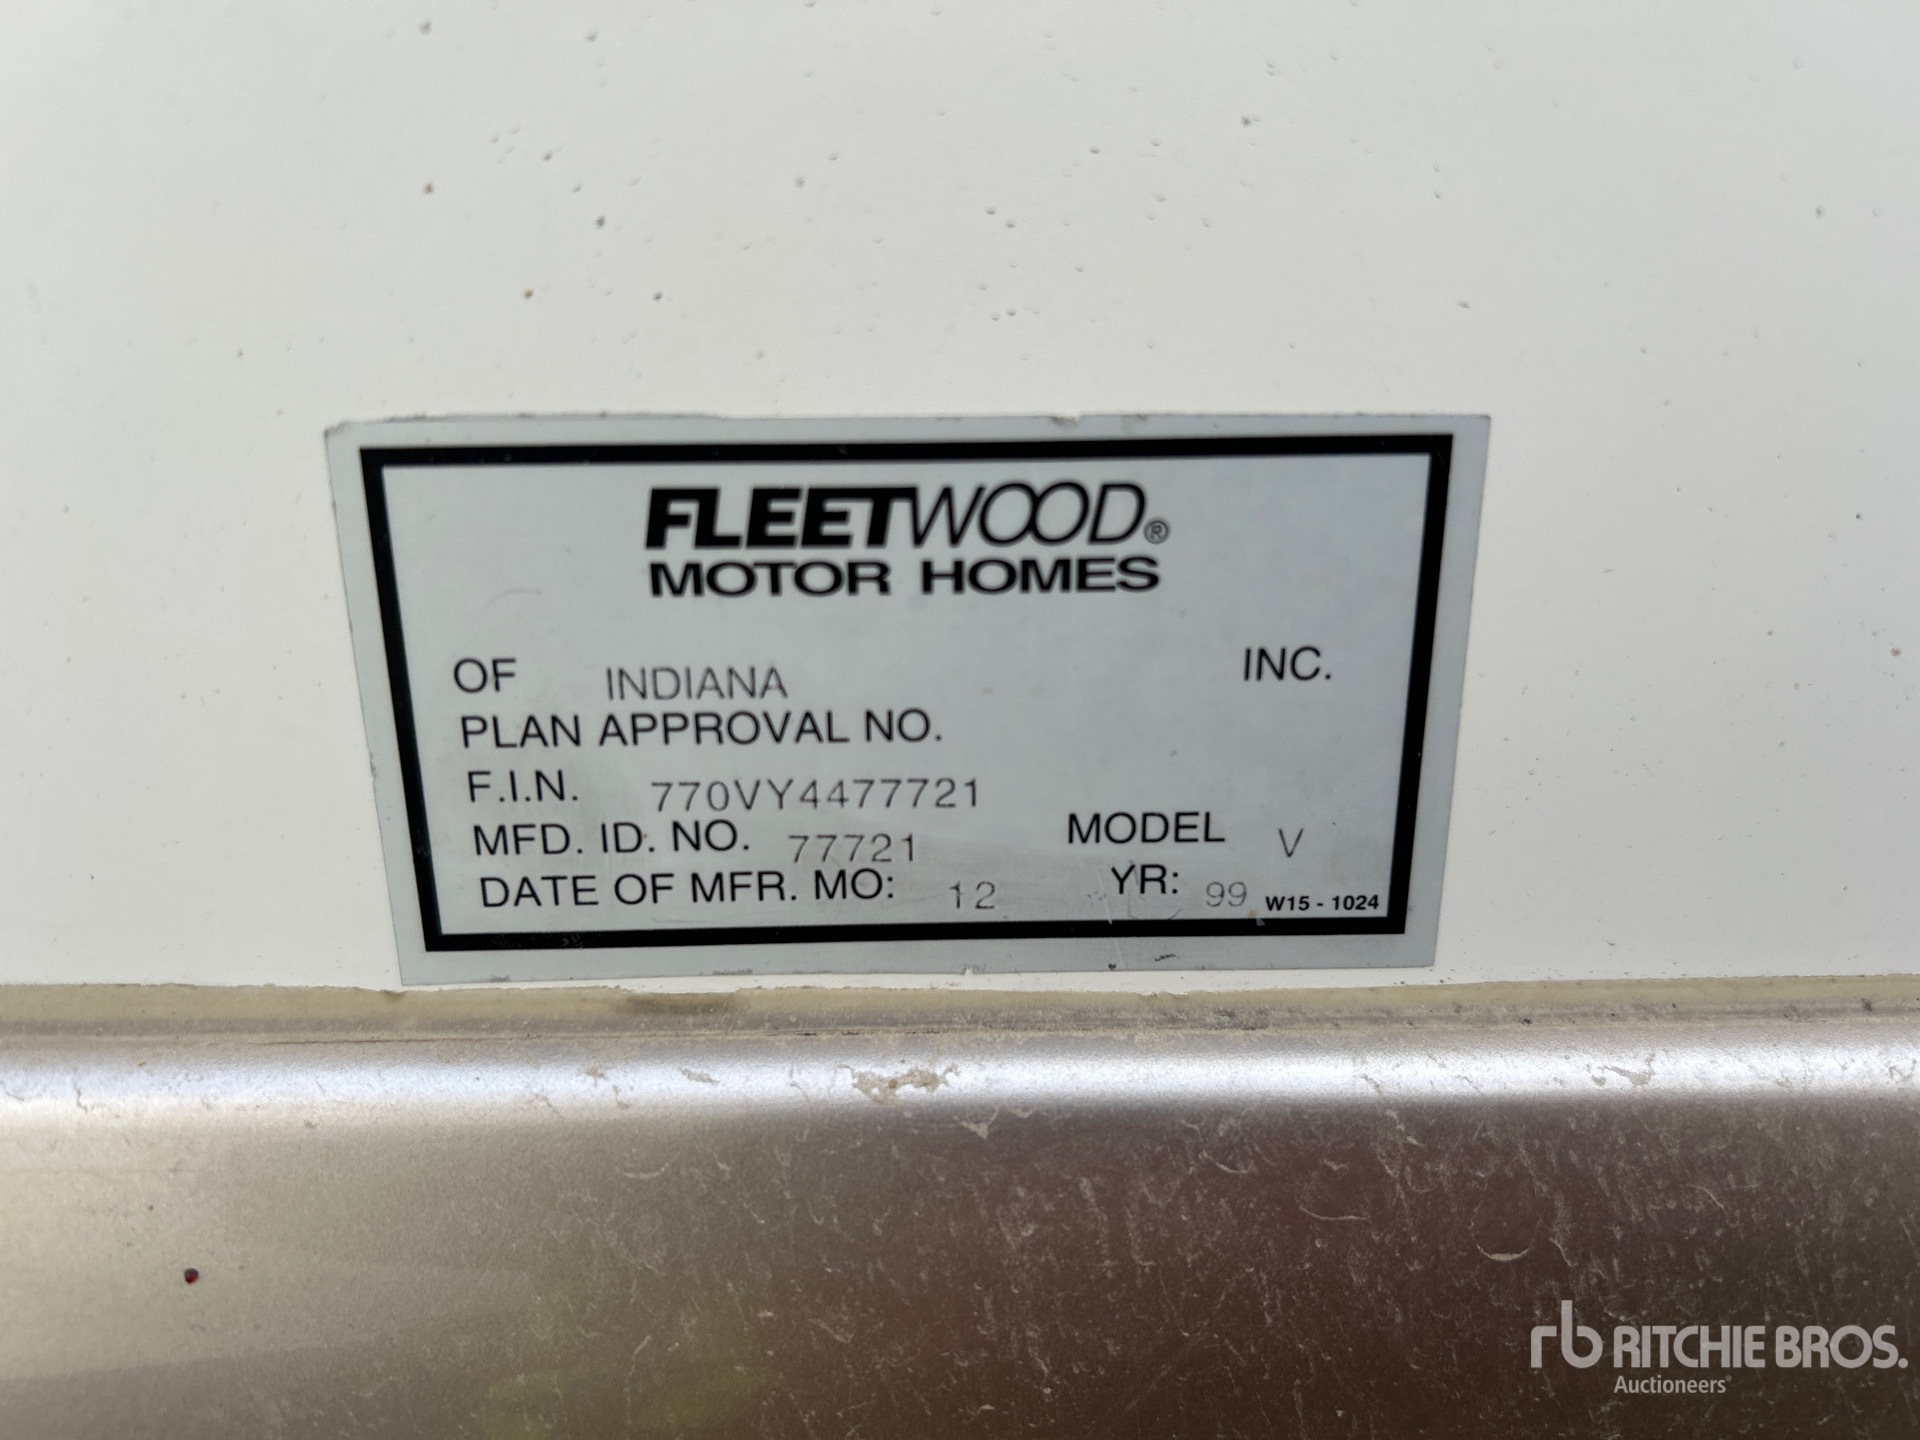 FLEETWOOD®
MOTOR HOMES
OF INDIANA INC.
PLAN APPROVAL NO.
F.I.N. 770VY4477721
MFD. ID. NO. 77721 MODEL V
DATE OF MFR. MO: 12 YR: 99 W15 - 1024
rb RITCHIE BROS.
Auctioneers